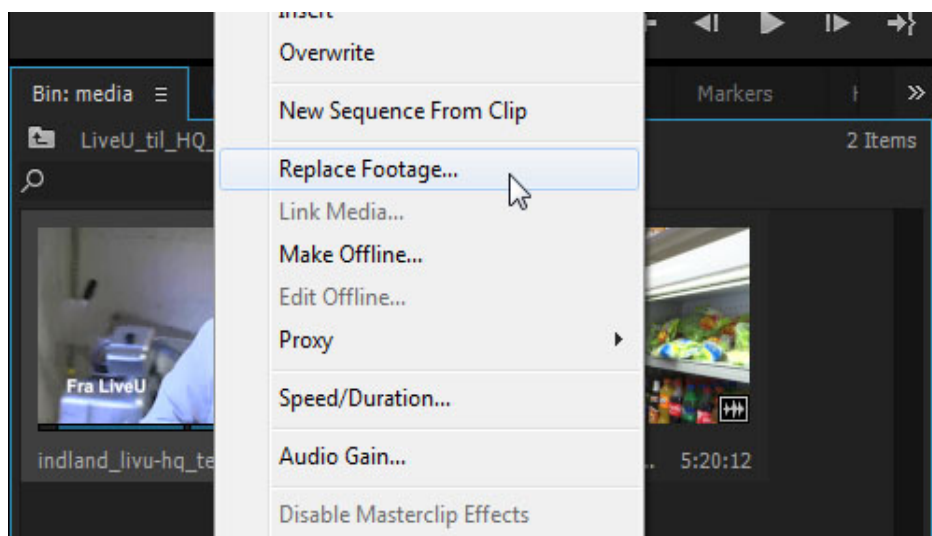 Insert
Overwrite
Bin: media
Markers
New Sequence From Clip
LiveU_til_HQ_
2 Items
Replace Footage...
Link Media...
Make Offline...
Edit Offline...
Proxy
Fra LiveU
Speed/Duration...
indland_livu-hq_te
Audio Gain...
5:20:12
Disable Masterclip Effects